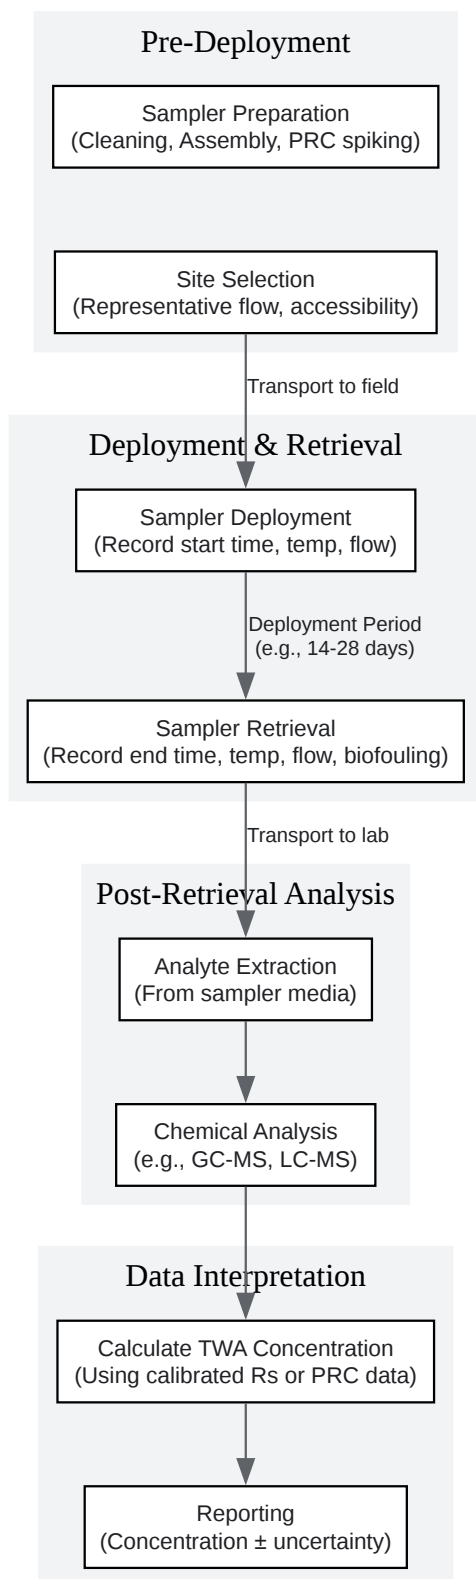 Pre-Deployment
Sampler Preparation
(Cleaning, Assembly, PRC spiking)
Site Selection
(Representative flow, accessibility)
Transport to field
Deployment & Retrieval
Sampler Deployment
(Record start time, temp, flow)
Deployment Period
(e.g., 14-28 days)
Sampler Retrieval
(Record end time, temp, flow, biofouling)
Transport to lab
Post-Retrieval Analysis
Analyte Extraction
(From sampler media)
Chemical Analysis
(e.g., GC-MS, LC-MS)
Data Interpretation
Calculate TWA Concentration
(Using calibrated Rs or PRC data)
Reporting
(Concentration ± uncertainty)